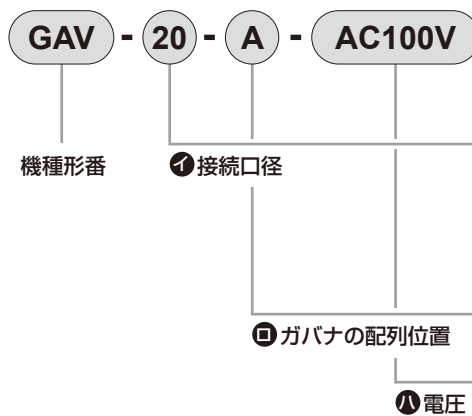 GAV - 20 - A - AC100V
機種形番
イ 接続口径
ロ ガバナの配列位置
ハ 電圧